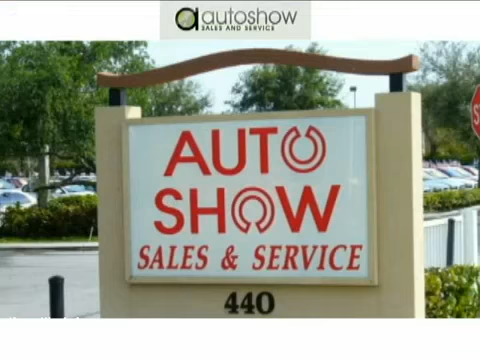 autoshow
SALES AND SERVICE
AUTO
SHOW
SALES & SERVICE
440